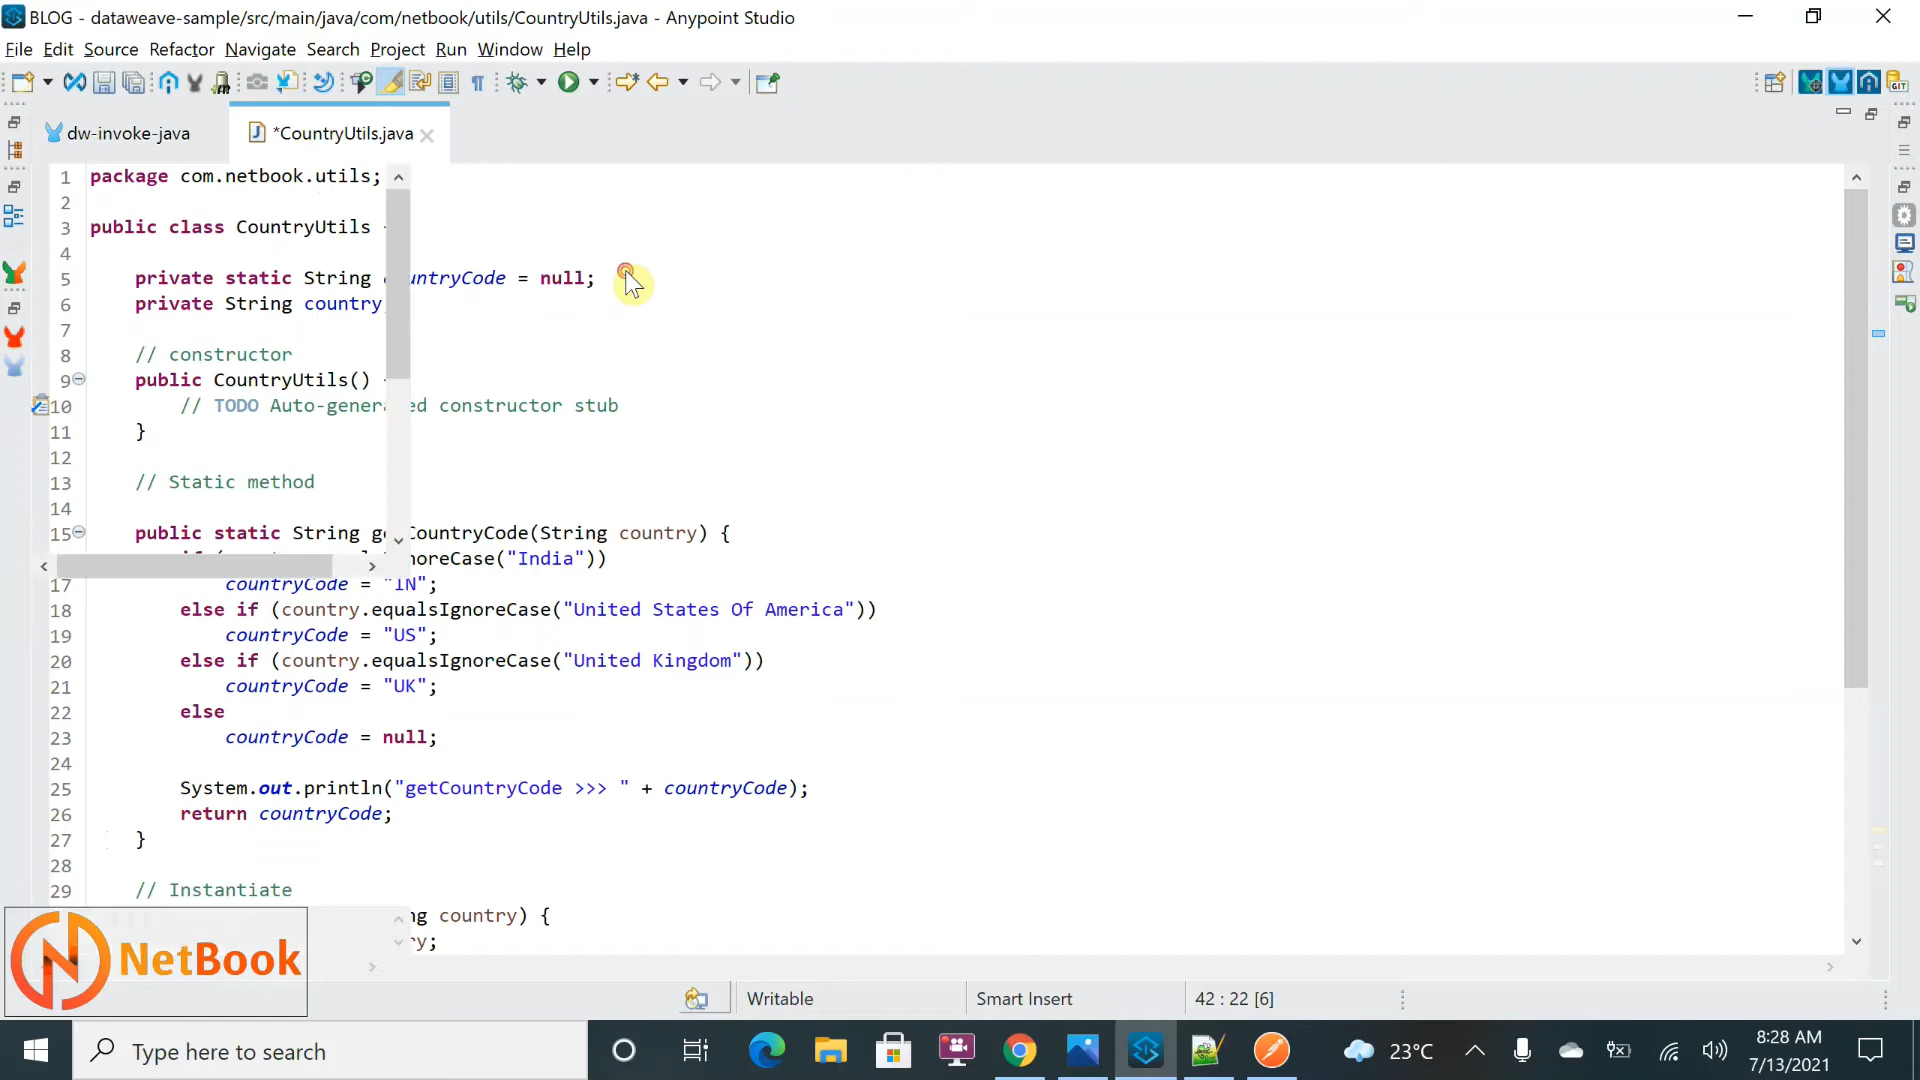 BLOG - dataweave-sample/src/main/java/com/netbook/utils/CountryUtils.java - Anypoint Studio
File Edit Source Refactor Navigate Search Project Run Window Help
GIT
dw-invoke-java
*CountryUtils.java
1 package com.netbook.utils;
2
3 public class CountryUtils
4
5 private static String untryCode = null;
6 private String country
7
8 // constructor
9 public CountryUtils()
10 // TODO Auto-gener ed constructor stub
11 }
12
13 // Static method
14
15 public static String g CountryCode(String country) {
noreCase("India"))
17 countryCode = "IN";
18 else if (country.equalsIgnoreCase("United States Of America"))
19 countryCode = "US";
20 else if (country.equalsIgnoreCase("United Kingdom"))
21 countryCode = "UK";
22 else
23 countryCode = null;
24
25 System.out.println("getCountryCode >>> " + countryCode);
26 return countryCode;
27 }
28
29 // Instantiate
ng country) {
ry;
NetBook
Writable Smart Insert 42 : 22 [6]
Type here to search
23°C
8:28 AM
7/13/2021